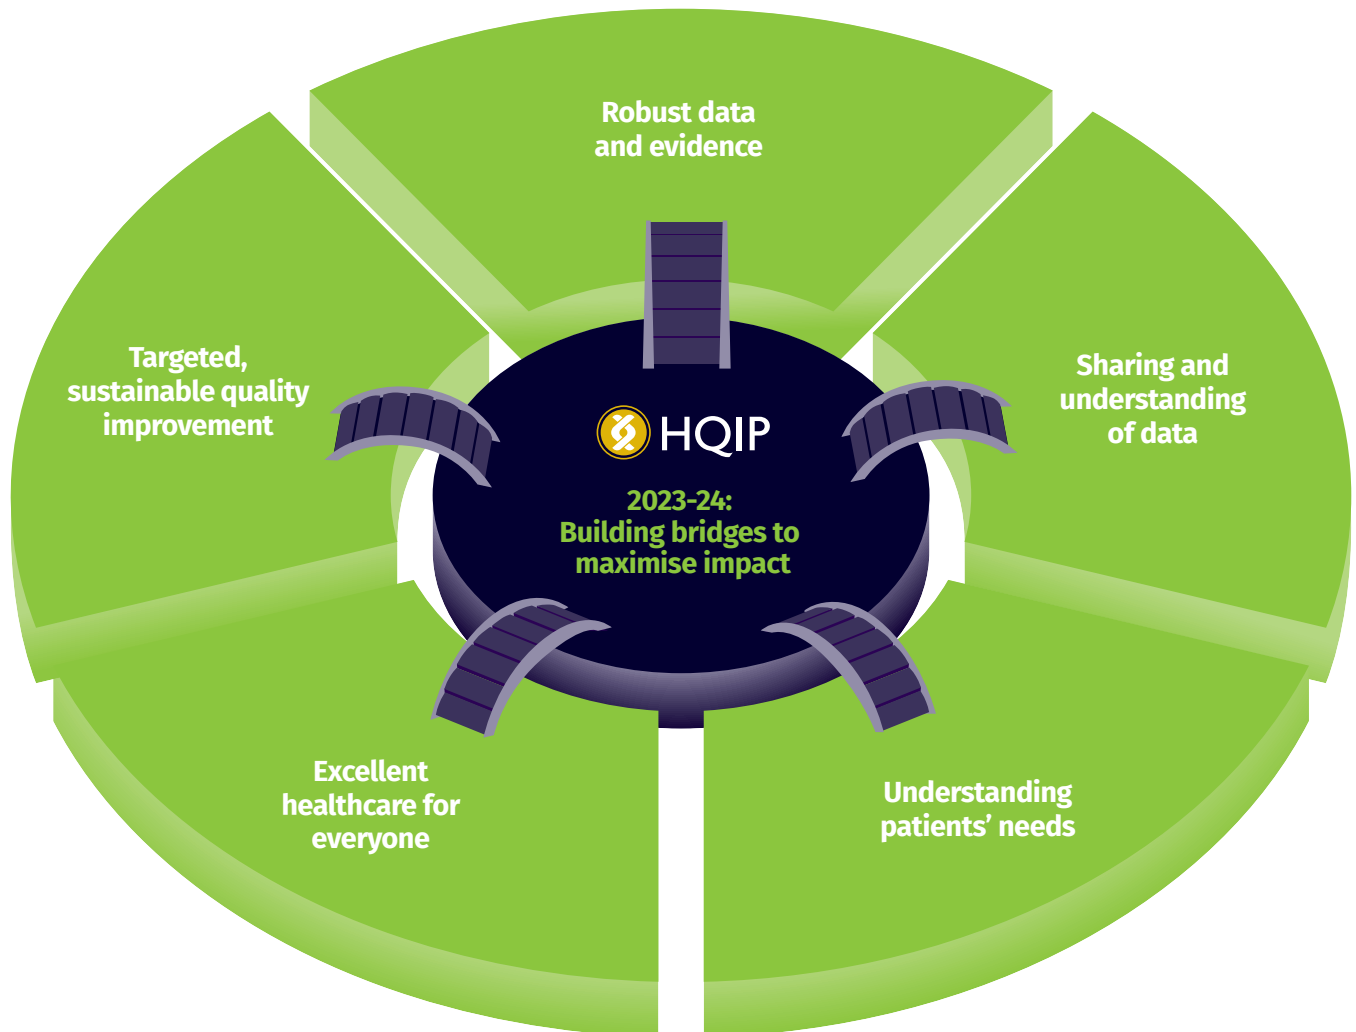 Robust data
and evidence
Sharing and
understanding
of data
Understanding
patients’ needs
Excellent
healthcare for
everyone
Targeted,
sustainable quality
improvement
HQIP
2023-24:
Building bridges to
maximise impact